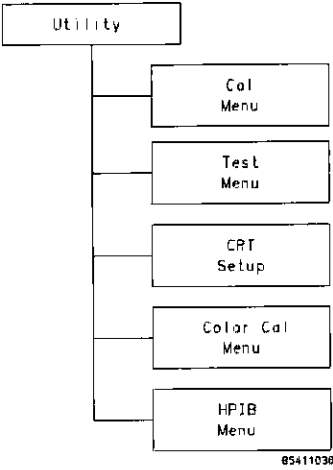 Utility
Cal
Menu
Test
Menu
CRT
Setup
Color Cal
Menu
HPIB
Menu
85411036